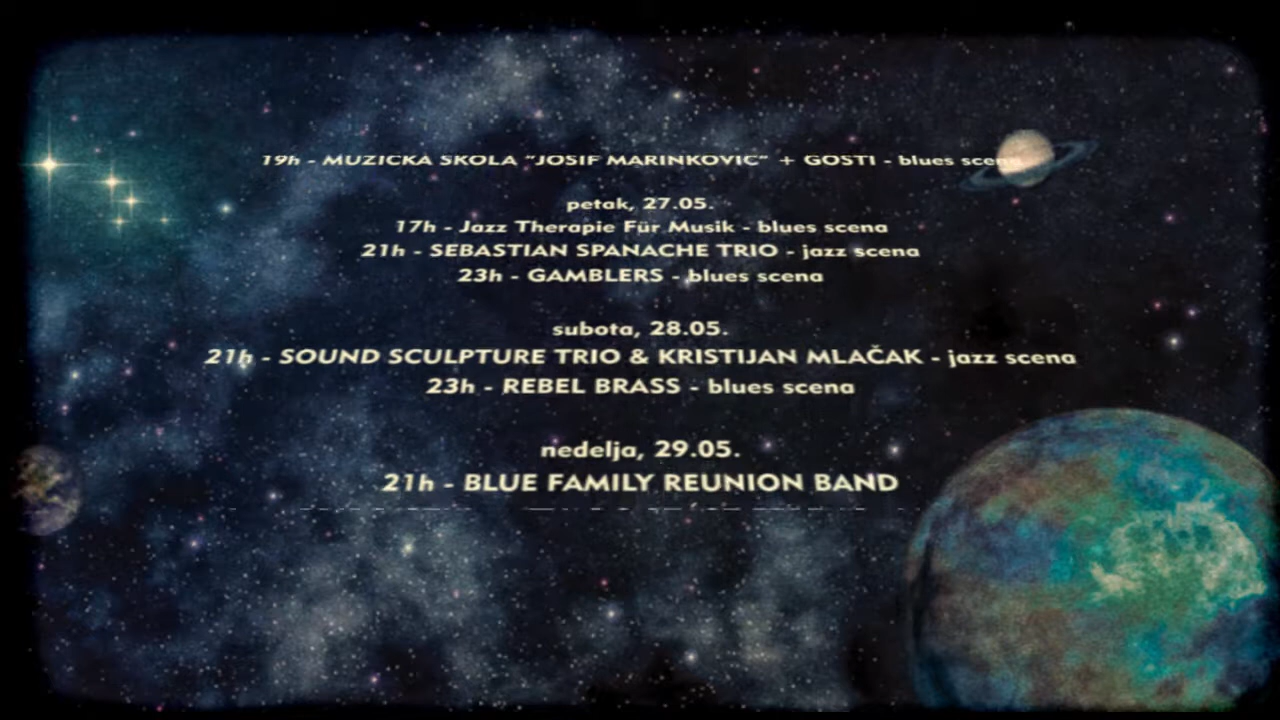 19h - MUZICKA SKOLA "JOSIF MARINKOVIC" + GOSTI - blues scena
petak, 27.05.
17h - Jazz Therapie Für Musik - blues scena
21h - SEBASTIAN SPANACHE TRIO - jazz scena
23h - GAMBLERS - blues scena
subota, 28.05.
21h - SOUND SCULPTURE TRIO & KRISTIJAN MLAČAK - jazz scena
23h - REBEL BRASS - blues scena
nedelja, 29.05.
21h - BLUE FAMILY REUNION BAND